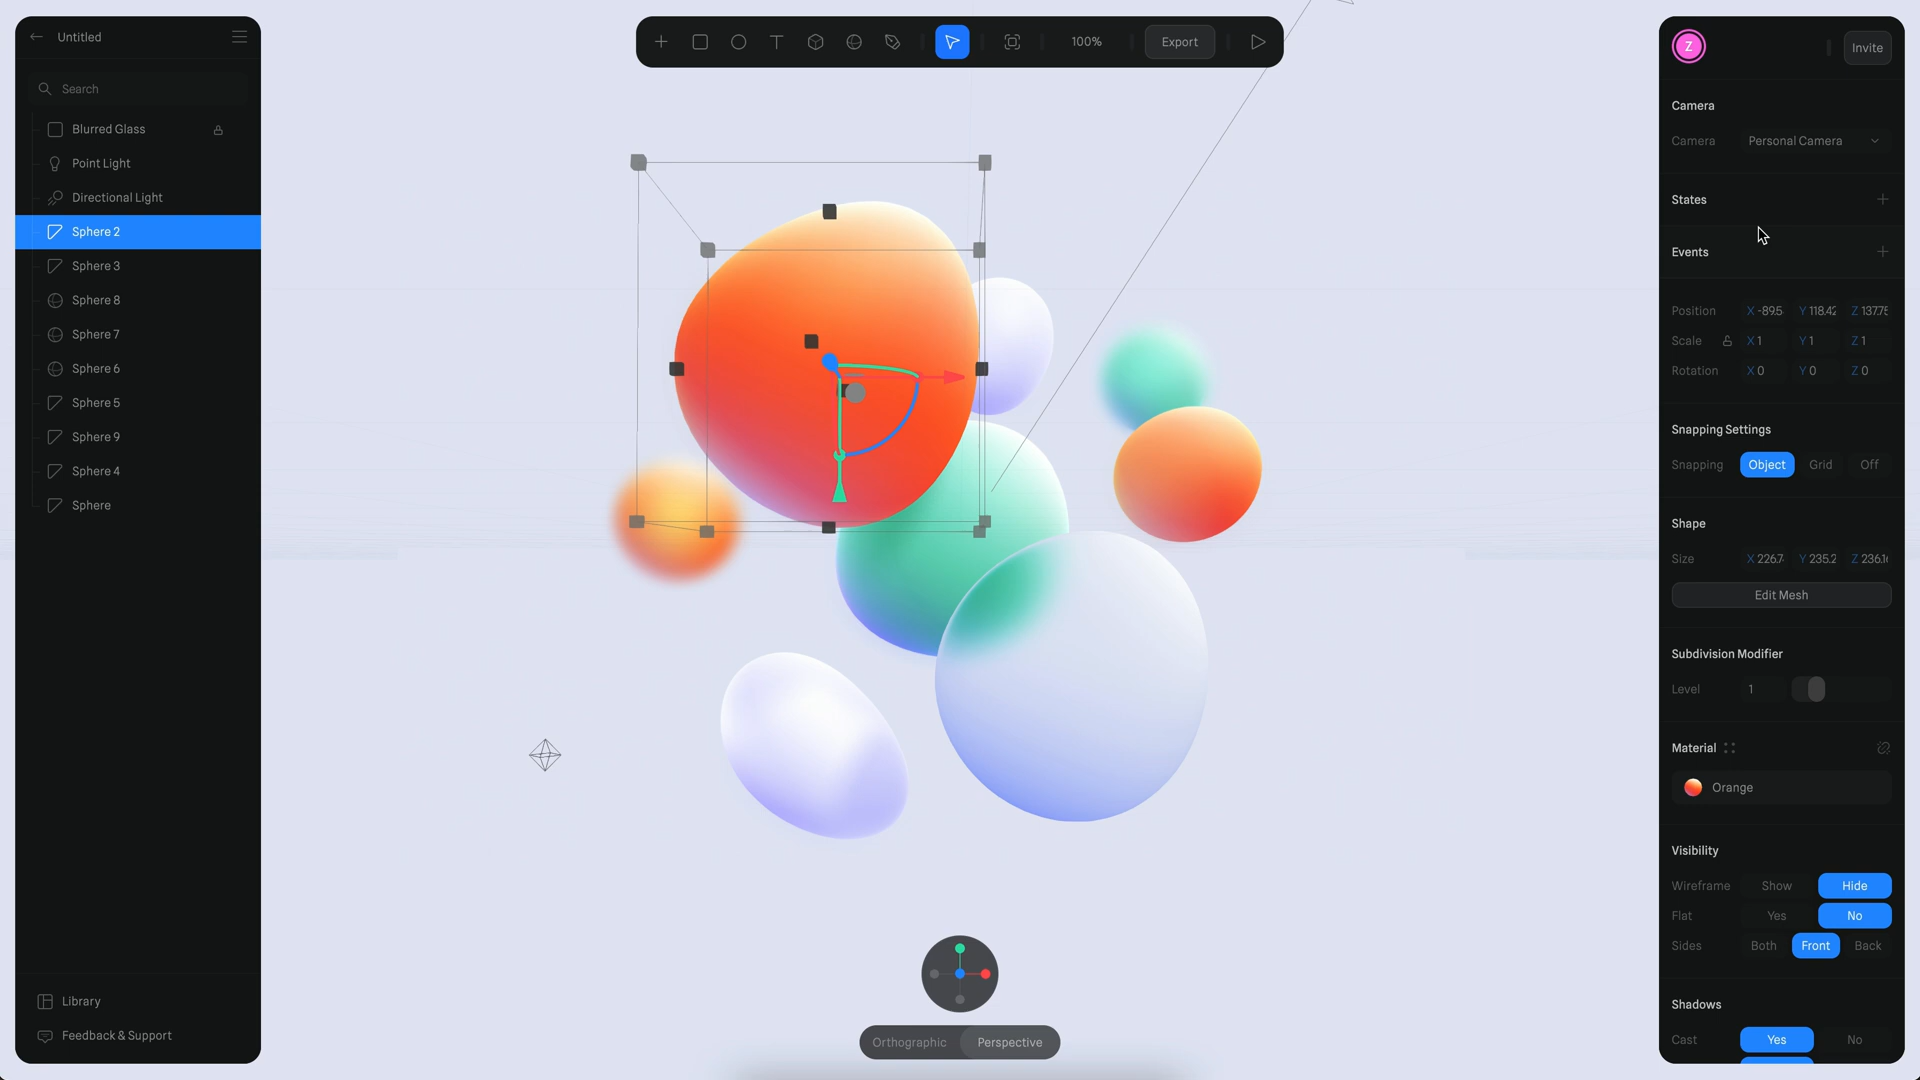 Untitled
Search
Blurred Glass
Point Light
Directional Light
Sphere 2
Sphere 3
Sphere 8
Sphere 7
Sphere 6
Sphere 5
Sphere 9
Sphere 4
Sphere
Library
Feedback & Support
100%
Export
Orthographic Perspective
Z
Invite
Camera
Camera Personal Camera
States
Events
Position X -89.5 Y 118.42 Z 137.75
Scale X 1 Y 1 Z 1
Rotation X 0 Y 0 Z 0
Snapping Settings
Snapping Object Grid Off
Shape
Size X 226.7 Y 235.2 Z 236.16
Edit Mesh
Subdivision Modifier
Level 1
Material
Orange
Visibility
Wireframe Show Hide
Flat Yes No
Sides Both Front Back
Shadows
Cast Yes No